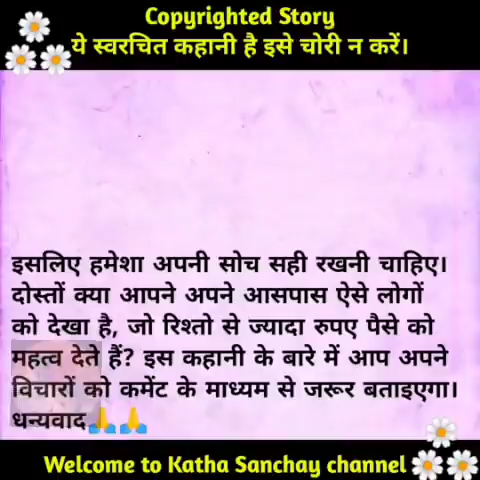 Copyrighted Story
ये स्वरचित कहानी है इसे चोरी न करें।
इसलिए हमेशा अपनी सोच सही रखनी चाहिए।
दोस्तों क्या आपने अपने आसपास ऐसे लोगों
को देखा है, जो रिश्तो से ज्यादा रुपए पैसे को
महत्व देते हैं? इस कहानी के बारे में आप अपने
विचारों को कमेंट के माध्यम से जरूर बताइएगा।
धन्यवाद🙏🙏
Welcome to Katha Sanchay channel